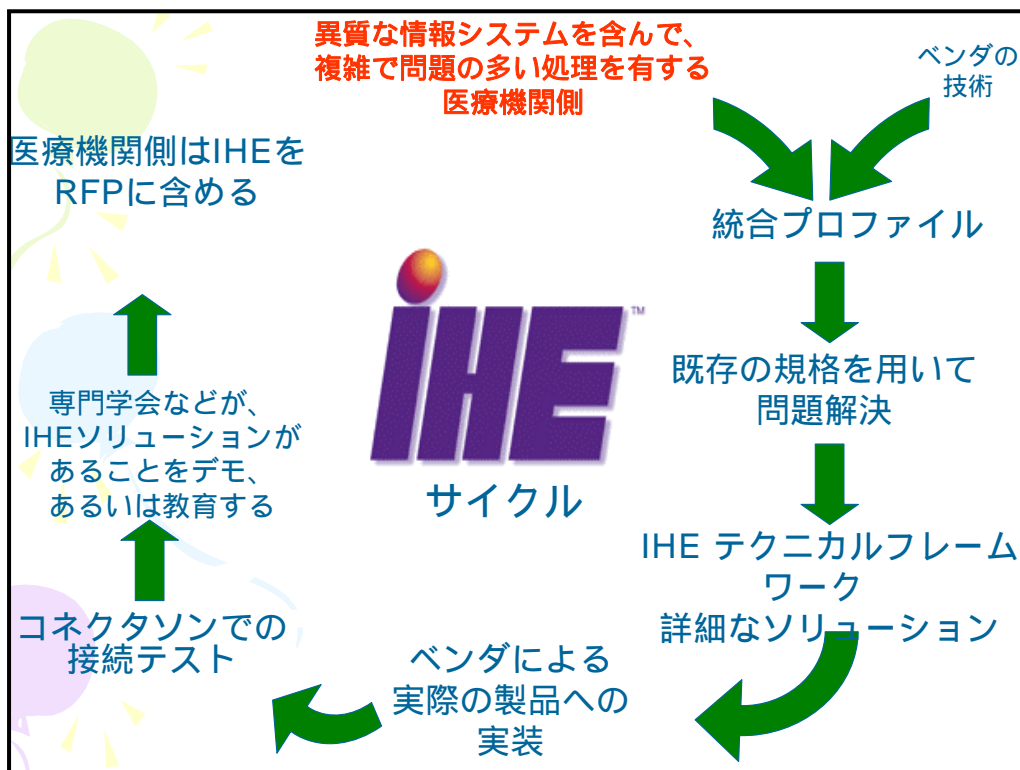 異質な情報システムを含んで、
複雑で問題の多い処理を有する
医療機関側
ベンダの
技術
統合プロファイル
既存の規格を用いて
問題解決
IHE テクニカルフレーム
ワーク
詳細なソリューション
ベンダによる
実際の製品への
実装
コネクタソンでの
接続テスト
専門学会などが、
IHEソリューションが
あることをデモ、
あるいは教育する
医療機関側はIHEを
RFPに含める
IHE™
サイクル